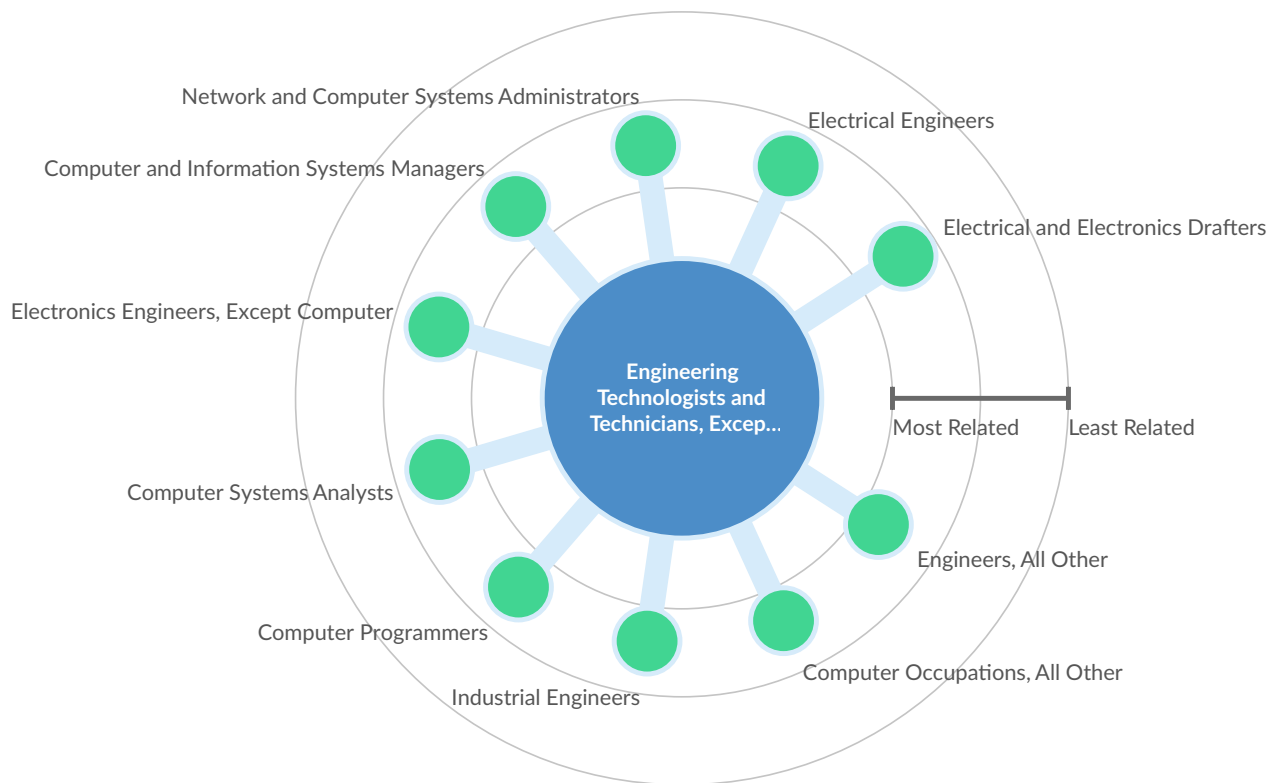 Network and Computer Systems Administrators
Electrical Engineers
Computer and Information Systems Managers
Electrical and Electronics Drafters
Electronics Engineers, Except Computer
Engineering
Technologists and
Technicians, Excep...
Most Related
Least Related
Computer Systems Analysts
Engineers, All Other
Computer Programmers
Computer Occupations, All Other
Industrial Engineers